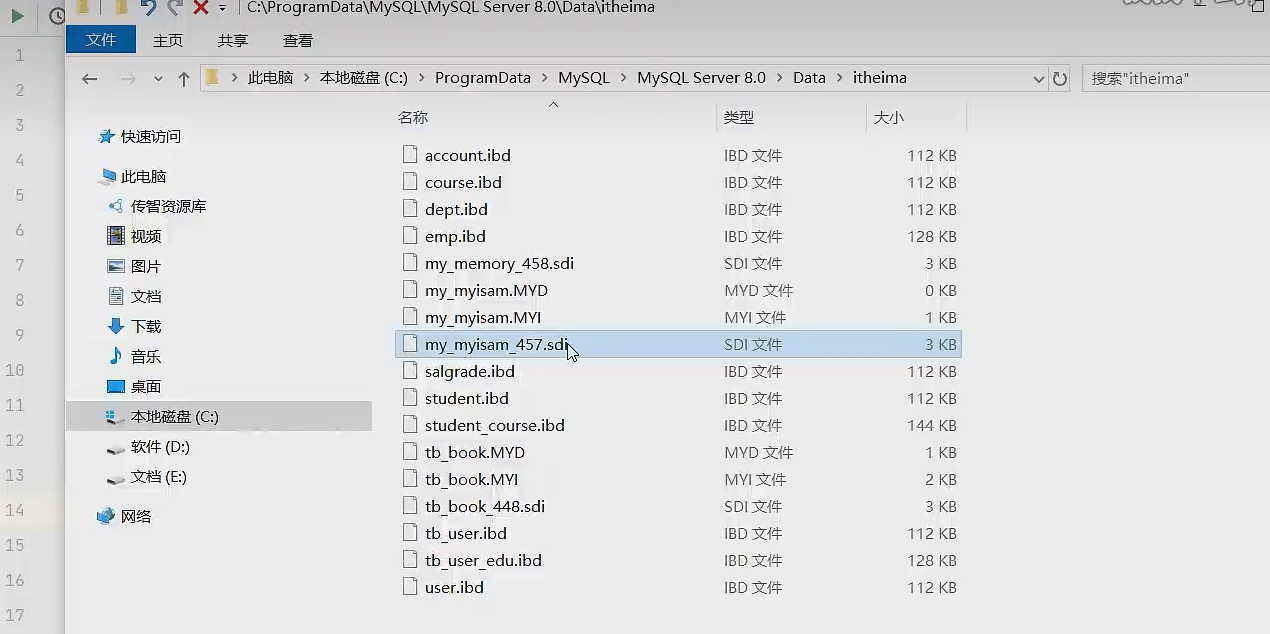 C:\ProgramData\MySQL\MySQL Server 8.0\Data\itheima
文件 主页 共享 查看
此电脑 本地磁盘 (C:) ProgramData MySQL MySQL Server 8.0 Data itheima 搜索"itheima"
名称 类型 大小
快速访问
此电脑
传智资源库
视频
图片
文档
下载
音乐
桌面
本地磁盘 (C:)
软件 (D:)
文档 (E:)
网络
account.ibd IBD 文件 112 KB
course.ibd IBD 文件 112 KB
dept.ibd IBD 文件 112 KB
emp.ibd IBD 文件 128 KB
my_memory_458.sdi SDI 文件 3 KB
my_myisam.MYD MYD 文件 0 KB
my_myisam.MYI MYI 文件 1 KB
my_myisam_457.sdi SDI 文件 3 KB
salgrade.ibd IBD 文件 112 KB
student.ibd IBD 文件 112 KB
student_course.ibd IBD 文件 144 KB
tb_book.MYD MYD 文件 1 KB
tb_book.MYI MYI 文件 2 KB
tb_book_448.sdi SDI 文件 3 KB
tb_user.ibd IBD 文件 112 KB
tb_user_edu.ibd IBD 文件 128 KB
user.ibd IBD 文件 112 KB
1
2
3
4
5
6
7
8
9
10
11
12
13
14
15
16
17